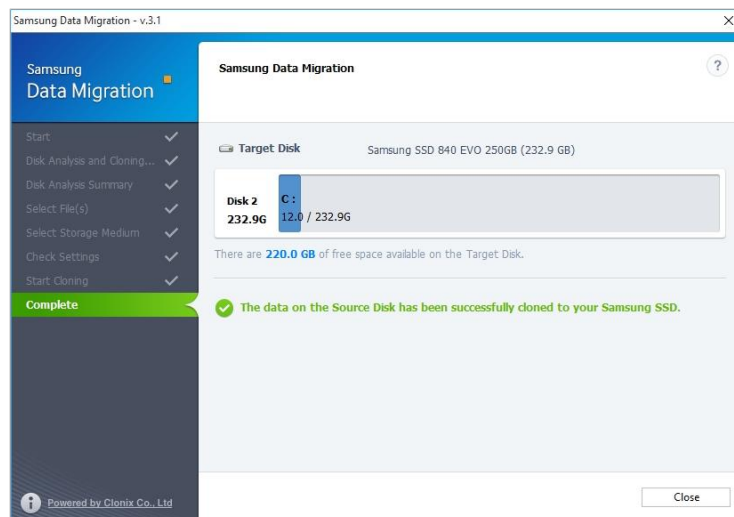 Samsung Data Migration - v.3.1
Samsung
Data Migration
Start
Disk Analysis and Cloning...
Disk Analysis Summary
Select File(s)
Select Storage Medium
Check Settings
Start Cloning
Complete
Powered by Clonix Co., Ltd
Samsung Data Migration
?
Target Disk
Samsung SSD 840 EVO 250GB (232.9 GB)
Disk 2
232.9G
C :
12.0 / 232.9G
There are 220.0 GB of free space available on the Target Disk.
The data on the Source Disk has been successfully cloned to your Samsung SSD.
Close